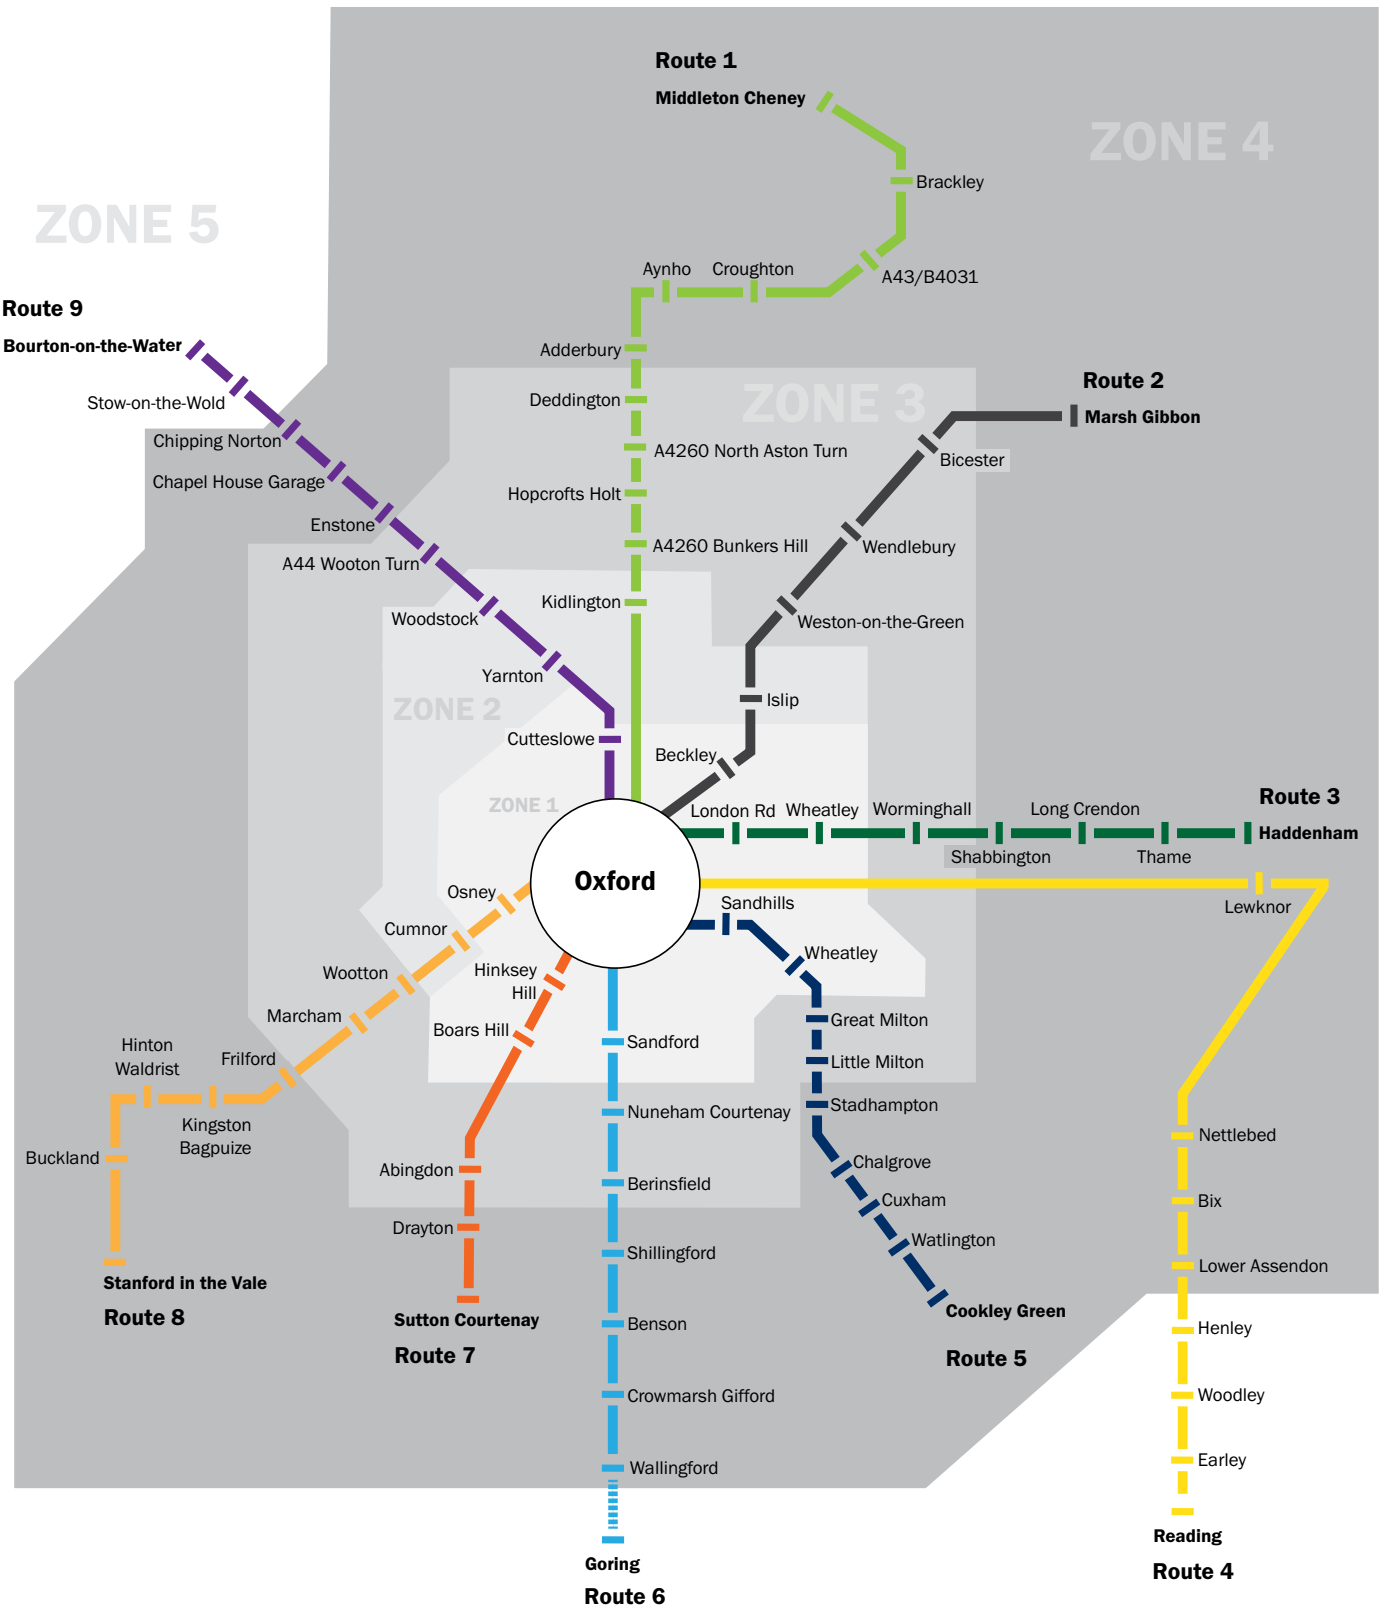 Route 1
Middleton Cheney
ZONE 4
Brackley
ZONE 5
Aynho
Croughton
A43/B4031
Route 9
Bourton-on-the-Water
Adderbury
Stow-on-the-Wold
Deddington
ZONE 3
Route 2
Marsh Gibbon
Chipping Norton
A4260 North Aston Turn
Bicester
Chapel House Garage
Hopcrofts Holt
Enstone
A4260 Bunkers Hill
Wendlebury
A44 Wooton Turn
Kidlington
Woodstock
Weston-on-the-Green
Yarnton
Islip
ZONE 2
Cutteslowe
Beckley
ZONE 1
London Rd
Wheatley
Worminghall
Long Crendon
Route 3
Haddenham
Shabbington
Thame
Oxford
Osney
Sandhills
Lewknor
Cumnor
Wheatley
Wootton
Hinksey
Hill
Marcham
Boars Hill
Great Milton
Sandford
Hinton
Waldrist
Frilford
Little Milton
Kingston
Bagpuize
Nuneham Courtenay
Stadhampton
Nettlebed
Buckland
Abingdon
Chalgrove
Berinsfield
Cuxham
Bix
Drayton
Watlington
Shillingford
Lower Assendon
Stanford in the Vale
Route 8
Sutton Courtenay
Route 7
Benson
Cookley Green
Route 5
Henley
Crowmarsh Gifford
Woodley
Wallingford
Earley
Goring
Route 6
Reading
Route 4